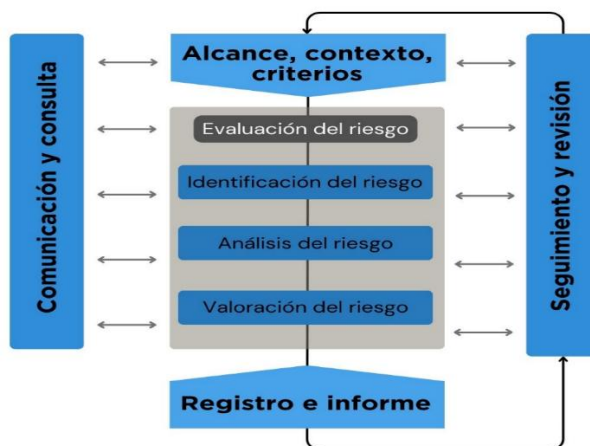 Alcance, contexto,
criterios
Comunicación y consulta
Evaluación del riesgo
Identificación del riesgo
Análisis del riesgo
Valoración del riesgo
Seguimiento y revisión
Registro e informe